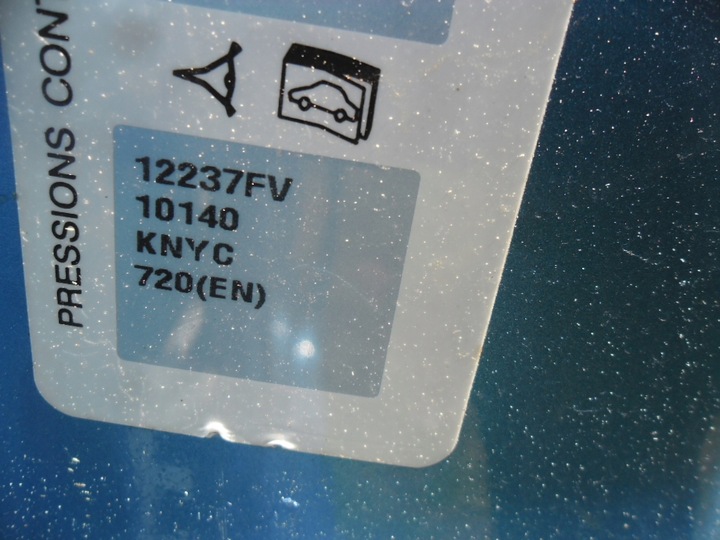 PRESSIONS CONT
12237FV
10140
KNYC
720(EN)